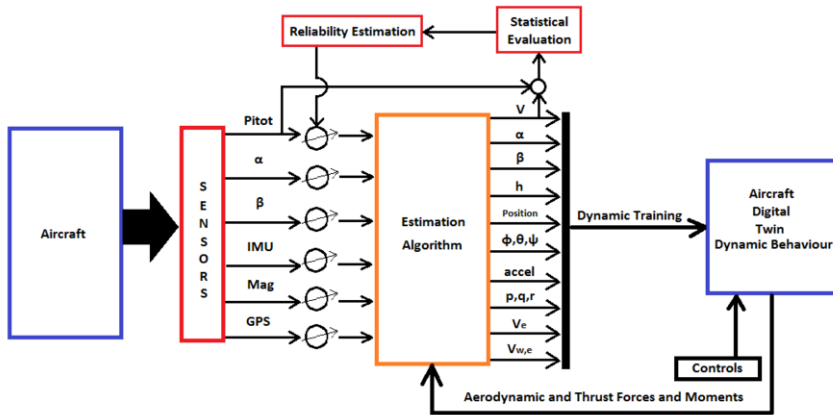 Reliability Estimation
Statistical
Evaluation
Aircraft
SENSORS
Pitot
α
β
IMU
Mag
GPS
Estimation
Algorithm
V
α
β
h
Position
ϕ,θ,ψ
accel
p,q,r
Ve
Vw,e
Dynamic Training
Aircraft
Digital
Twin
Dynamic Behaviour
Controls
Aerodynamic and Thrust Forces and Moments